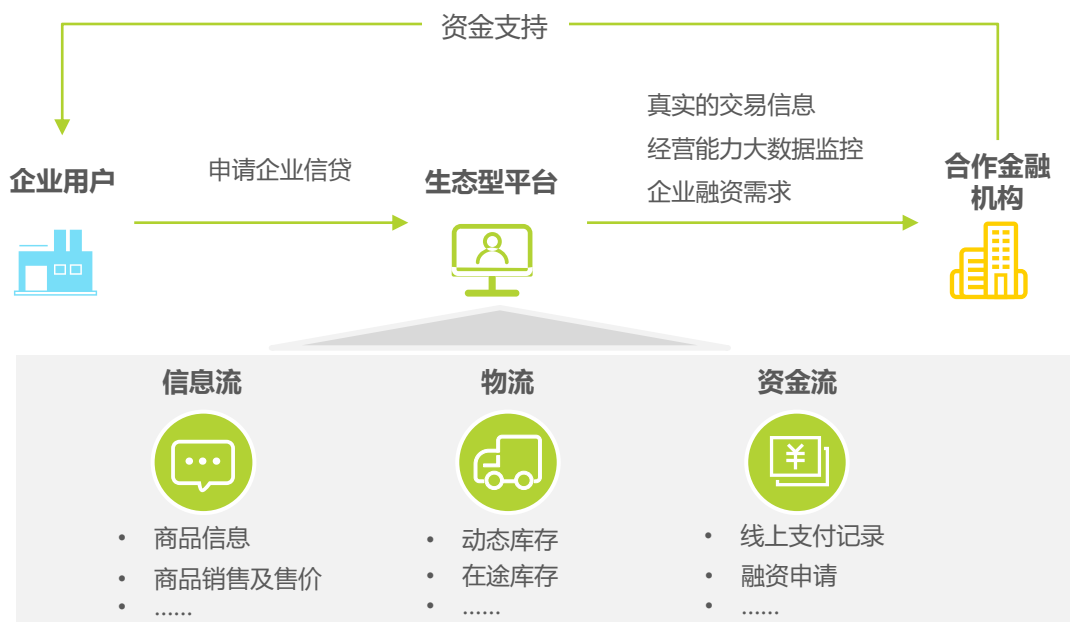 资金支持
真实的交易信息
经营能力大数据监控
企业融资需求
申请企业信贷
企业用户
生态型平台
合作金融
机构
信息流
物流
资金流
¥
• 商品信息
• 商品销售及售价
• ......
• 动态库存
• 在途库存
• ......
• 线上支付记录
• 融资申请
• ......